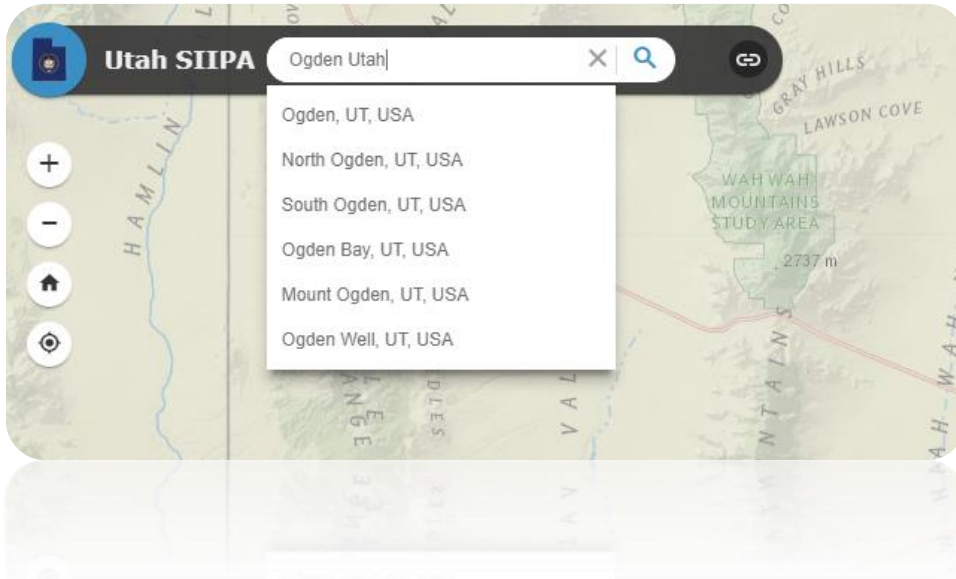 Utah SIIPA
Ogden Utah
Ogden, UT, USA
North Ogden, UT, USA
South Ogden, UT, USA
Ogden Bay, UT, USA
Mount Ogden, UT, USA
Ogden Well, UT, USA
HAMLIN
GRAY HILLS
LAWSON COVE
WAH WAH
MOUNTAINS
STUDY AREA
2737 m